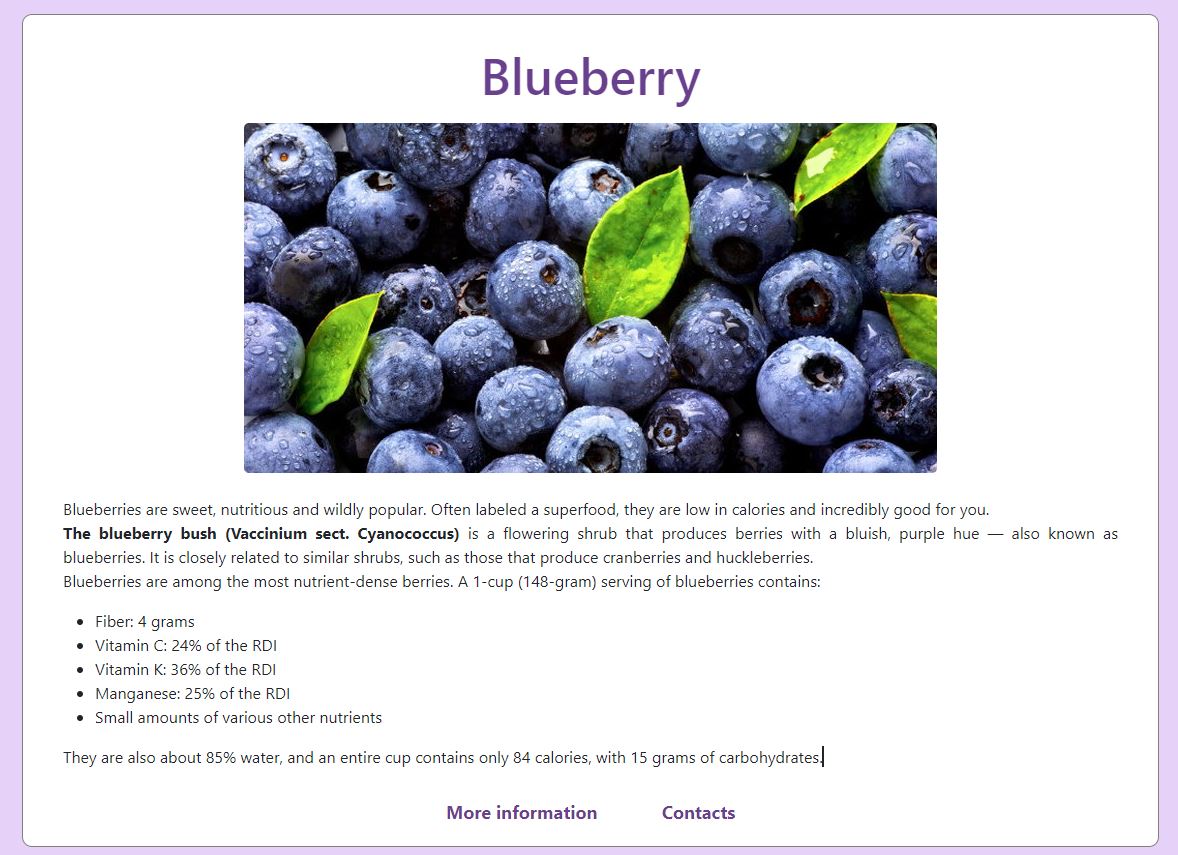 Blueberry
Blueberries are sweet, nutritious and wildly popular. Often labeled a superfood, they are low in calories and incredibly good for you.
The blueberry bush (Vaccinium sect. Cyanococcus) is a flowering shrub that produces berries with a bluish, purple hue — also known as
blueberries. It is closely related to similar shrubs, such as those that produce cranberries and huckleberries.
Blueberries are among the most nutrient-dense berries. A 1-cup (148-gram) serving of blueberries contains:
• Fiber: 4 grams
• Vitamin C: 24% of the RDI
• Vitamin K: 36% of the RDI
• Manganese: 25% of the RDI
• Small amounts of various other nutrients
They are also about 85% water, and an entire cup contains only 84 calories, with 15 grams of carbohydrates.
More information Contacts